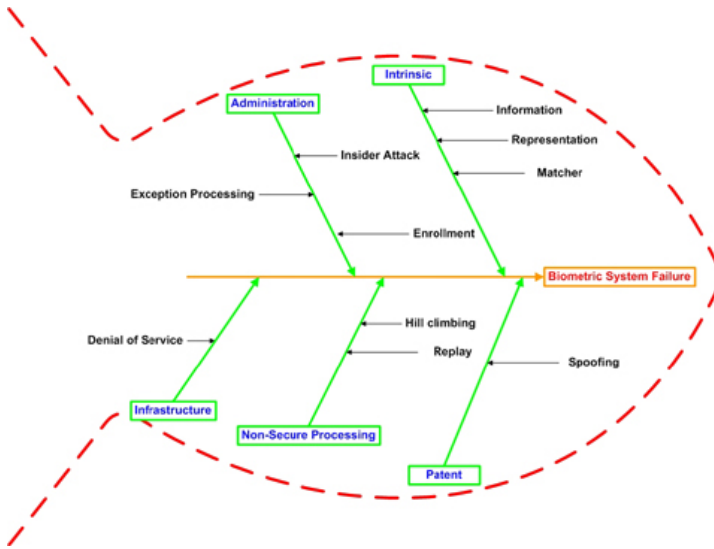 Intrinsic
Administration
Information
Representation
Insider Attack
Matcher
Exception Processing
Enrollment
Biometric System Failure
Hill climbing
Denial of Service
Replay
Spoofing
Infrastructure
Non-Secure Processing
Patent